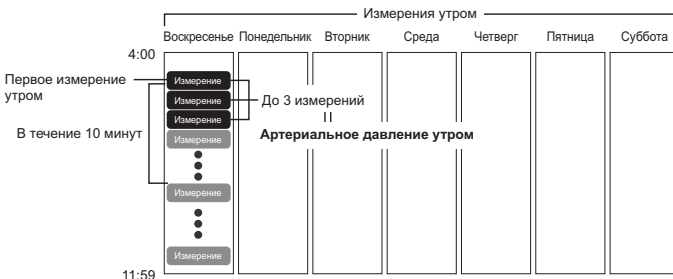 Измерения утром
Воскресенье Понедельник Вторник Среда Четверг Пятница Суббота
4:00
Первое измерение
утром
Измерение
Измерение
До 3 измерений
Измерение
В течение 10 минут
Измерение
Артериальное давление утром
Измерение
Измерение
11:59